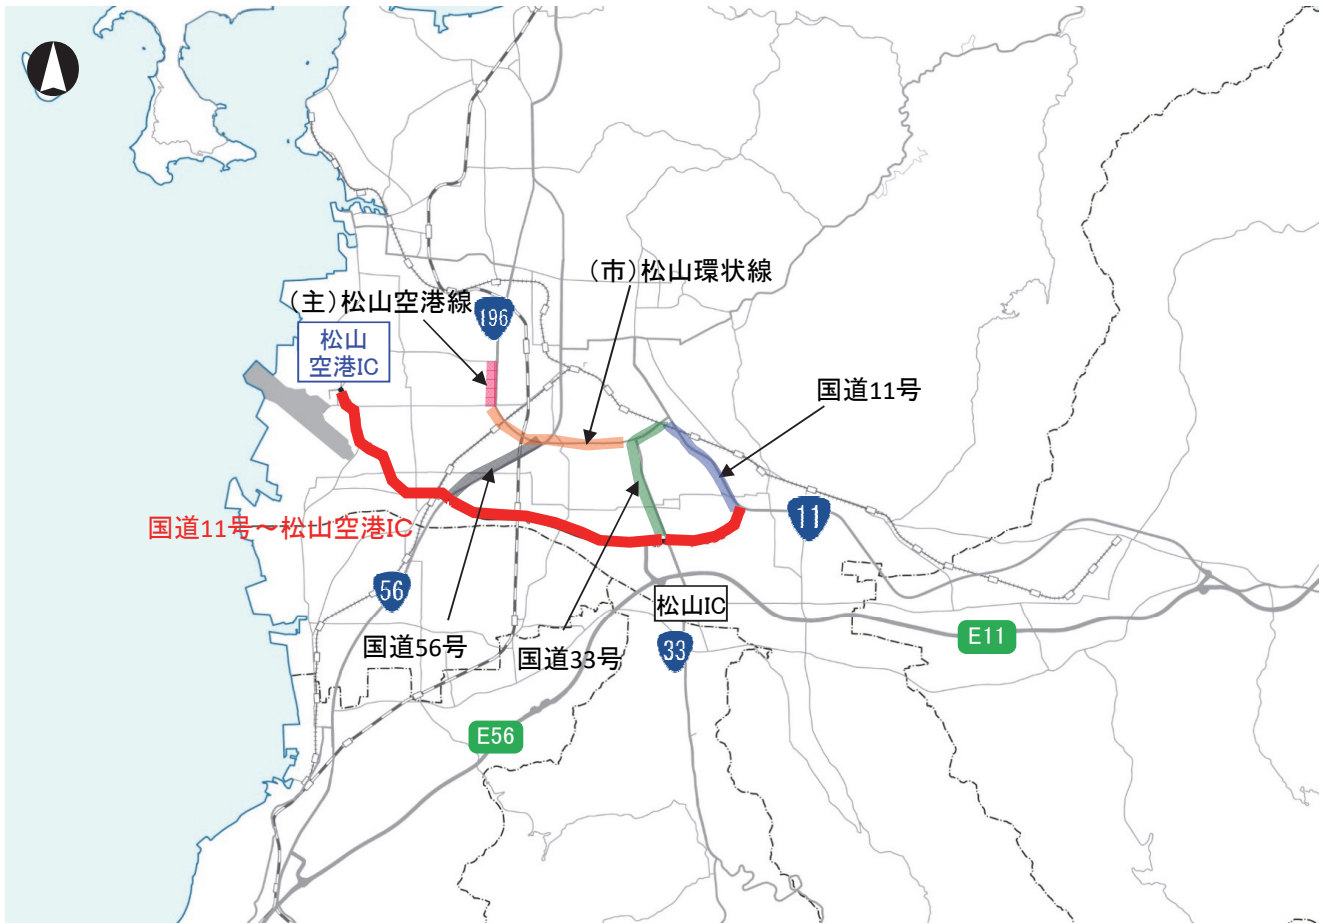 (市)松山環状線
(主)松山空港線
196
松山
空港IC
国道11号
11
国道11号～松山空港IC
56
松山IC
国道56号
国道33号
33
E11
E56